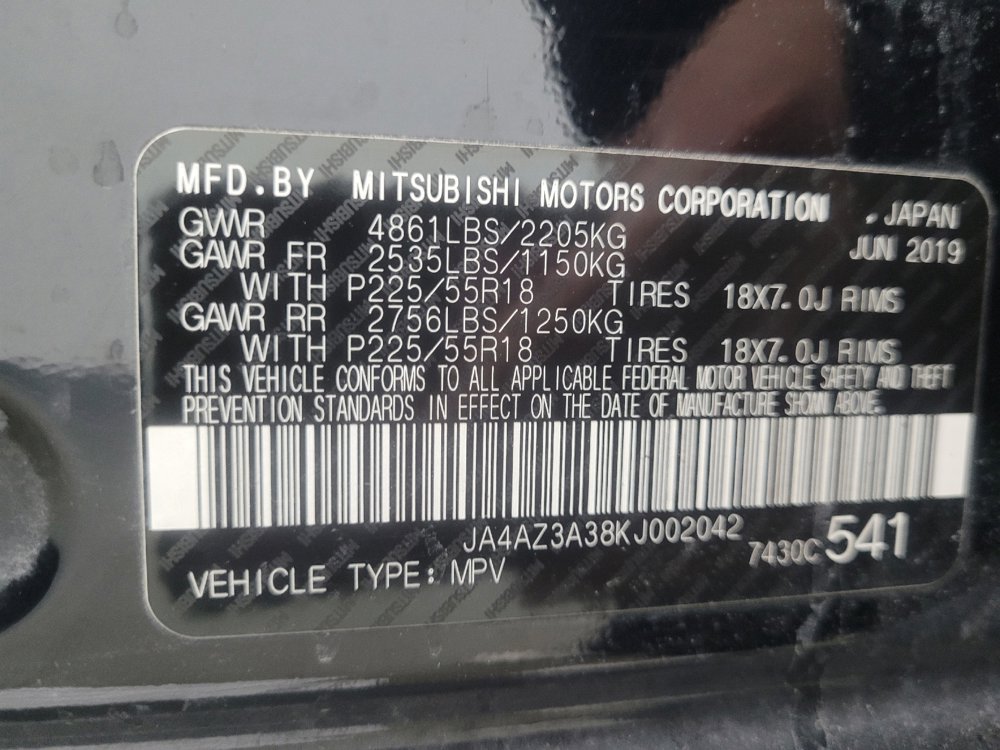 MFD.BY MITSUBISHI MOTORS CORPORATION . JAPAN
GVWR 4861LBS/2205KG JUN 2019
GAWR FR 2535LBS/1150KG
WITH P225/55R18 TIRES 18X7.0J RIMS
GAWR RR 2756LBS/1250KG
WITH P225/55R18 TIRES 18X7.0J RIMS
THIS VEHICLE CONFORMS TO ALL APPLICABLE FEDERAL MOTOR VEHICLE SAFETY AND THEFT
PREVENTION STANDARDS IN EFFECT ON THE DATE OF MANUFACTURE SHOWN ABOVE.
JA4AZ3A38KJ002042
7430C 541
VEHICLE TYPE: MPV